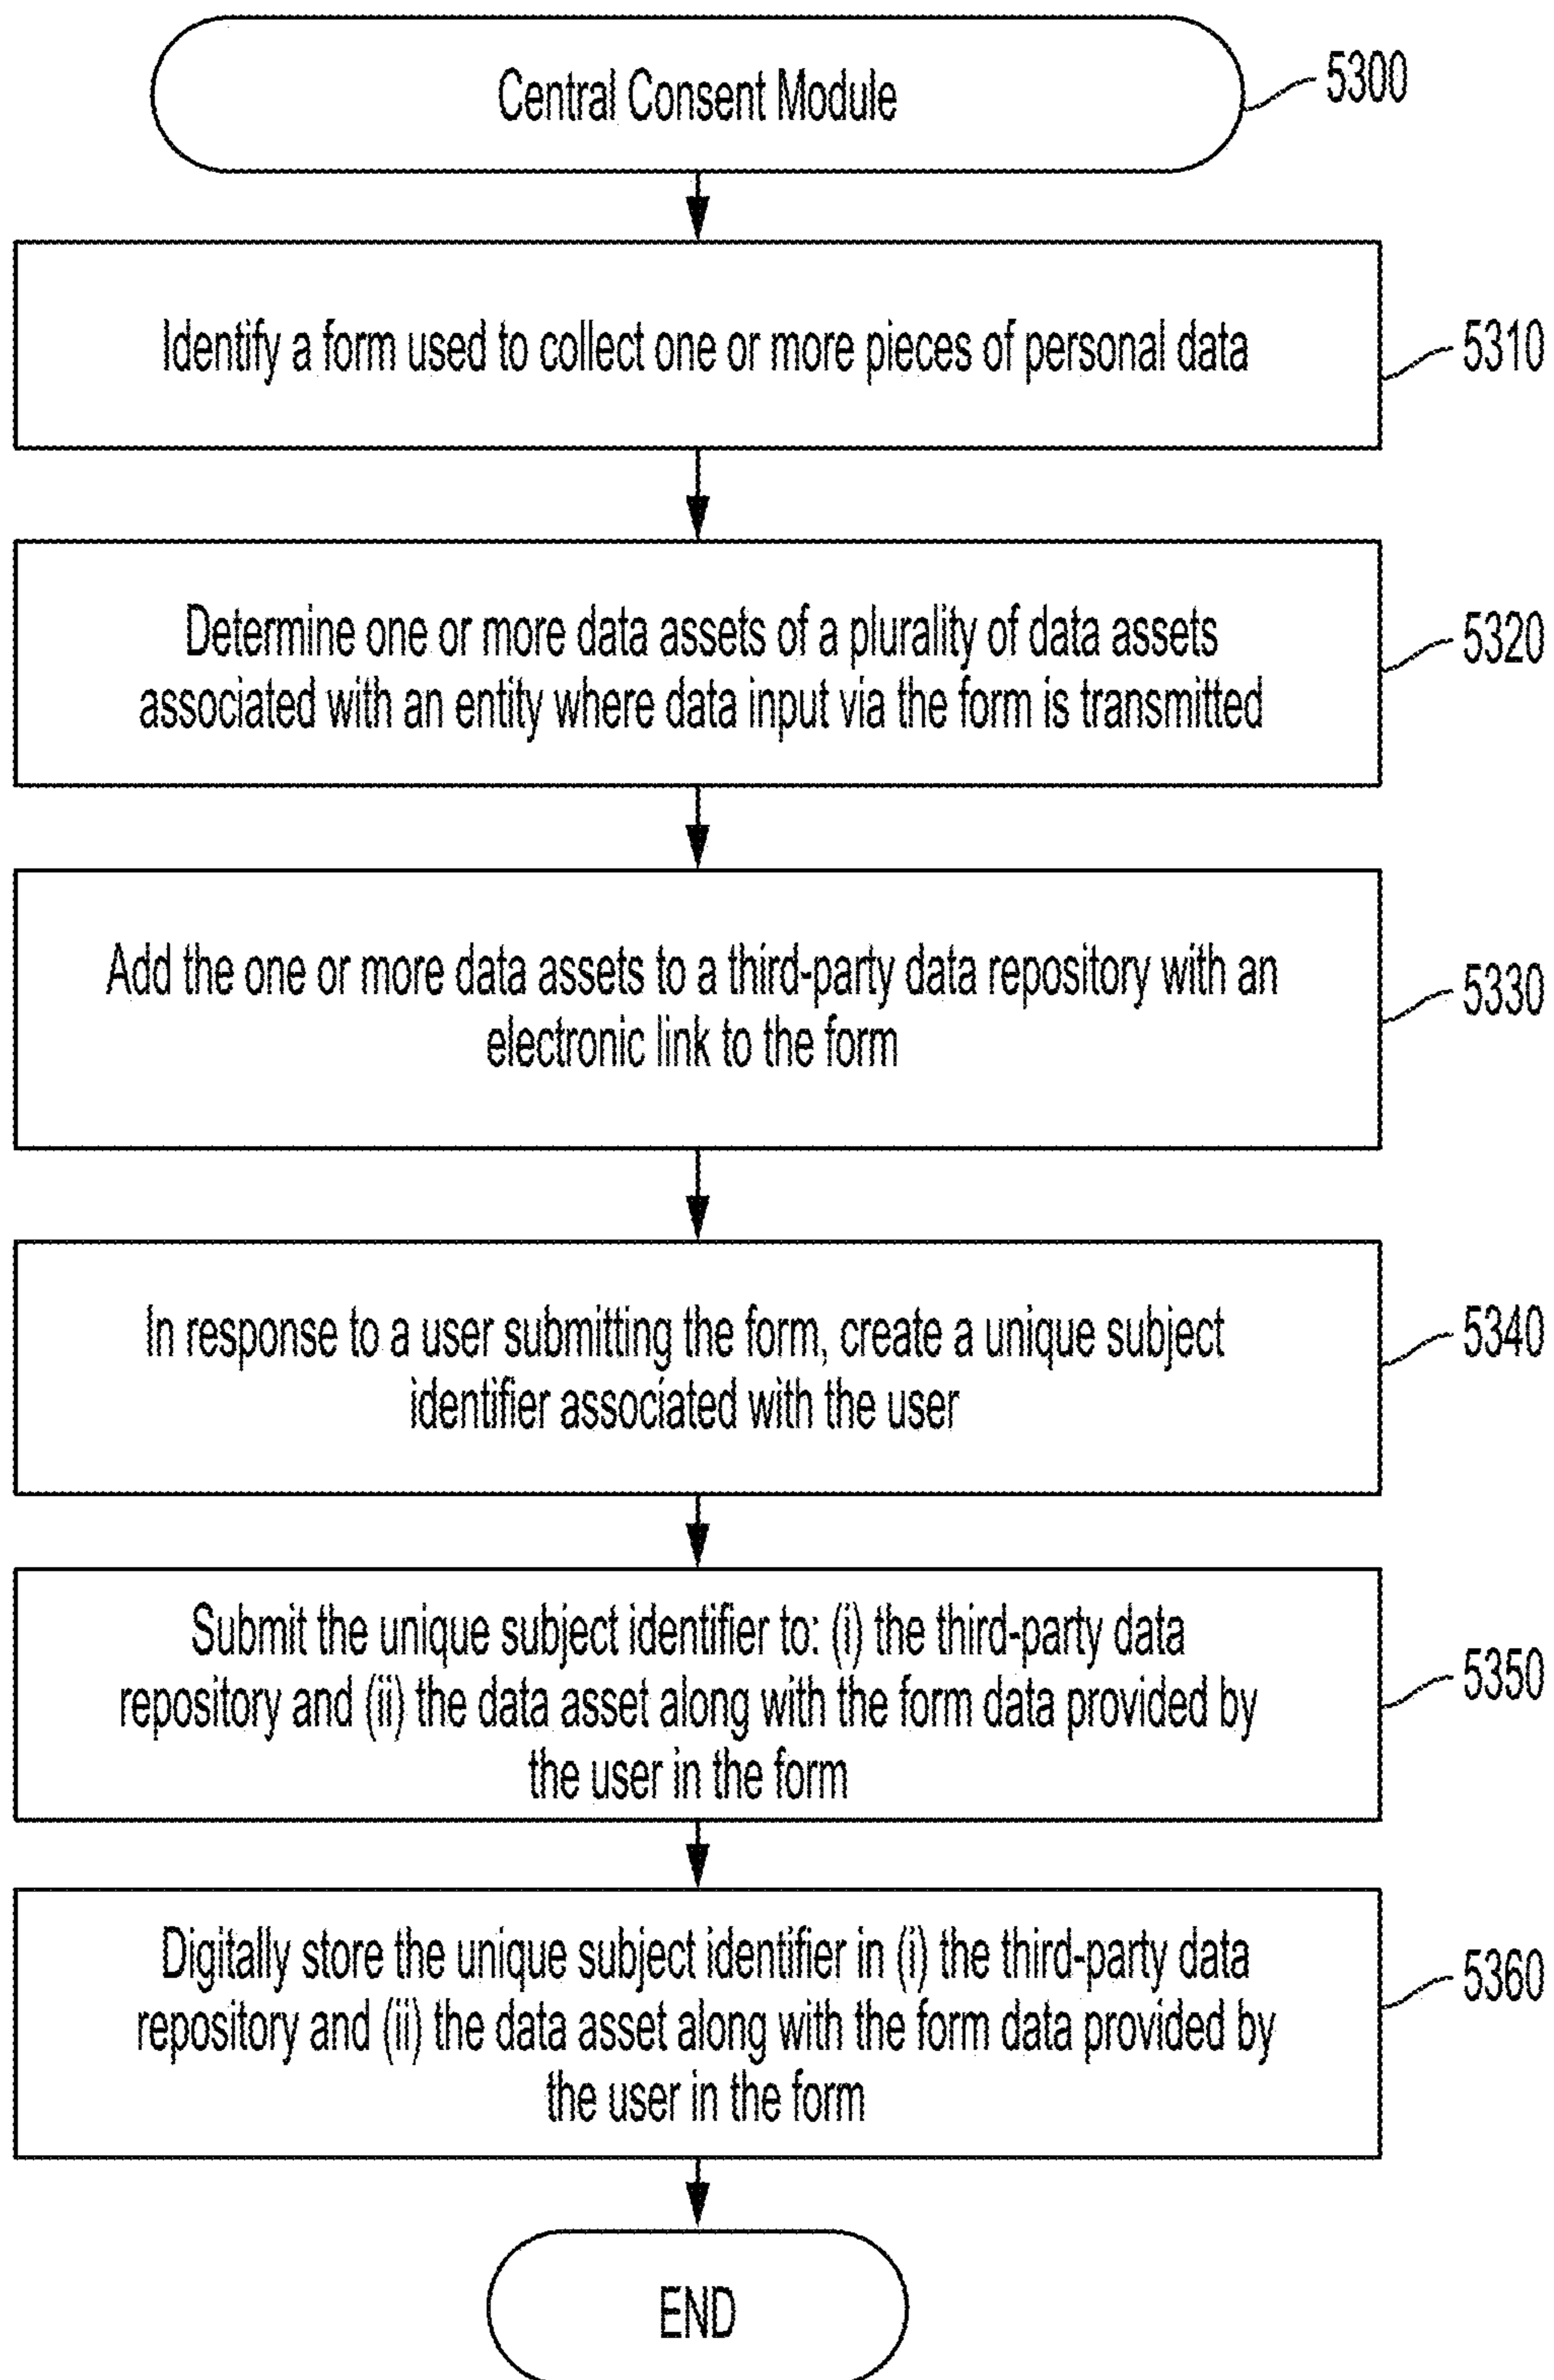 Central Consent Module
5300
Identify a form used to collect one or more pieces of personal data
5310
Determine one or more data assets of a plurality of data assets
associated with an entity where data input via the form is transmitted
5320
Add the one or more data assets to a third-party data repository with an
electronic link to the form
5330
In response to a user submitting the form, create a unique subject
identifier associated with the user
5340
Submit the unique subject identifier to: (i) the third-party data
repository and (ii) the data asset along with the form data provided by
the user in the form
5350
Digitally store the unique subject identifier in (i) the third-party data
repository and (ii) the data asset along with the form data provided by
the user in the form
5360
END